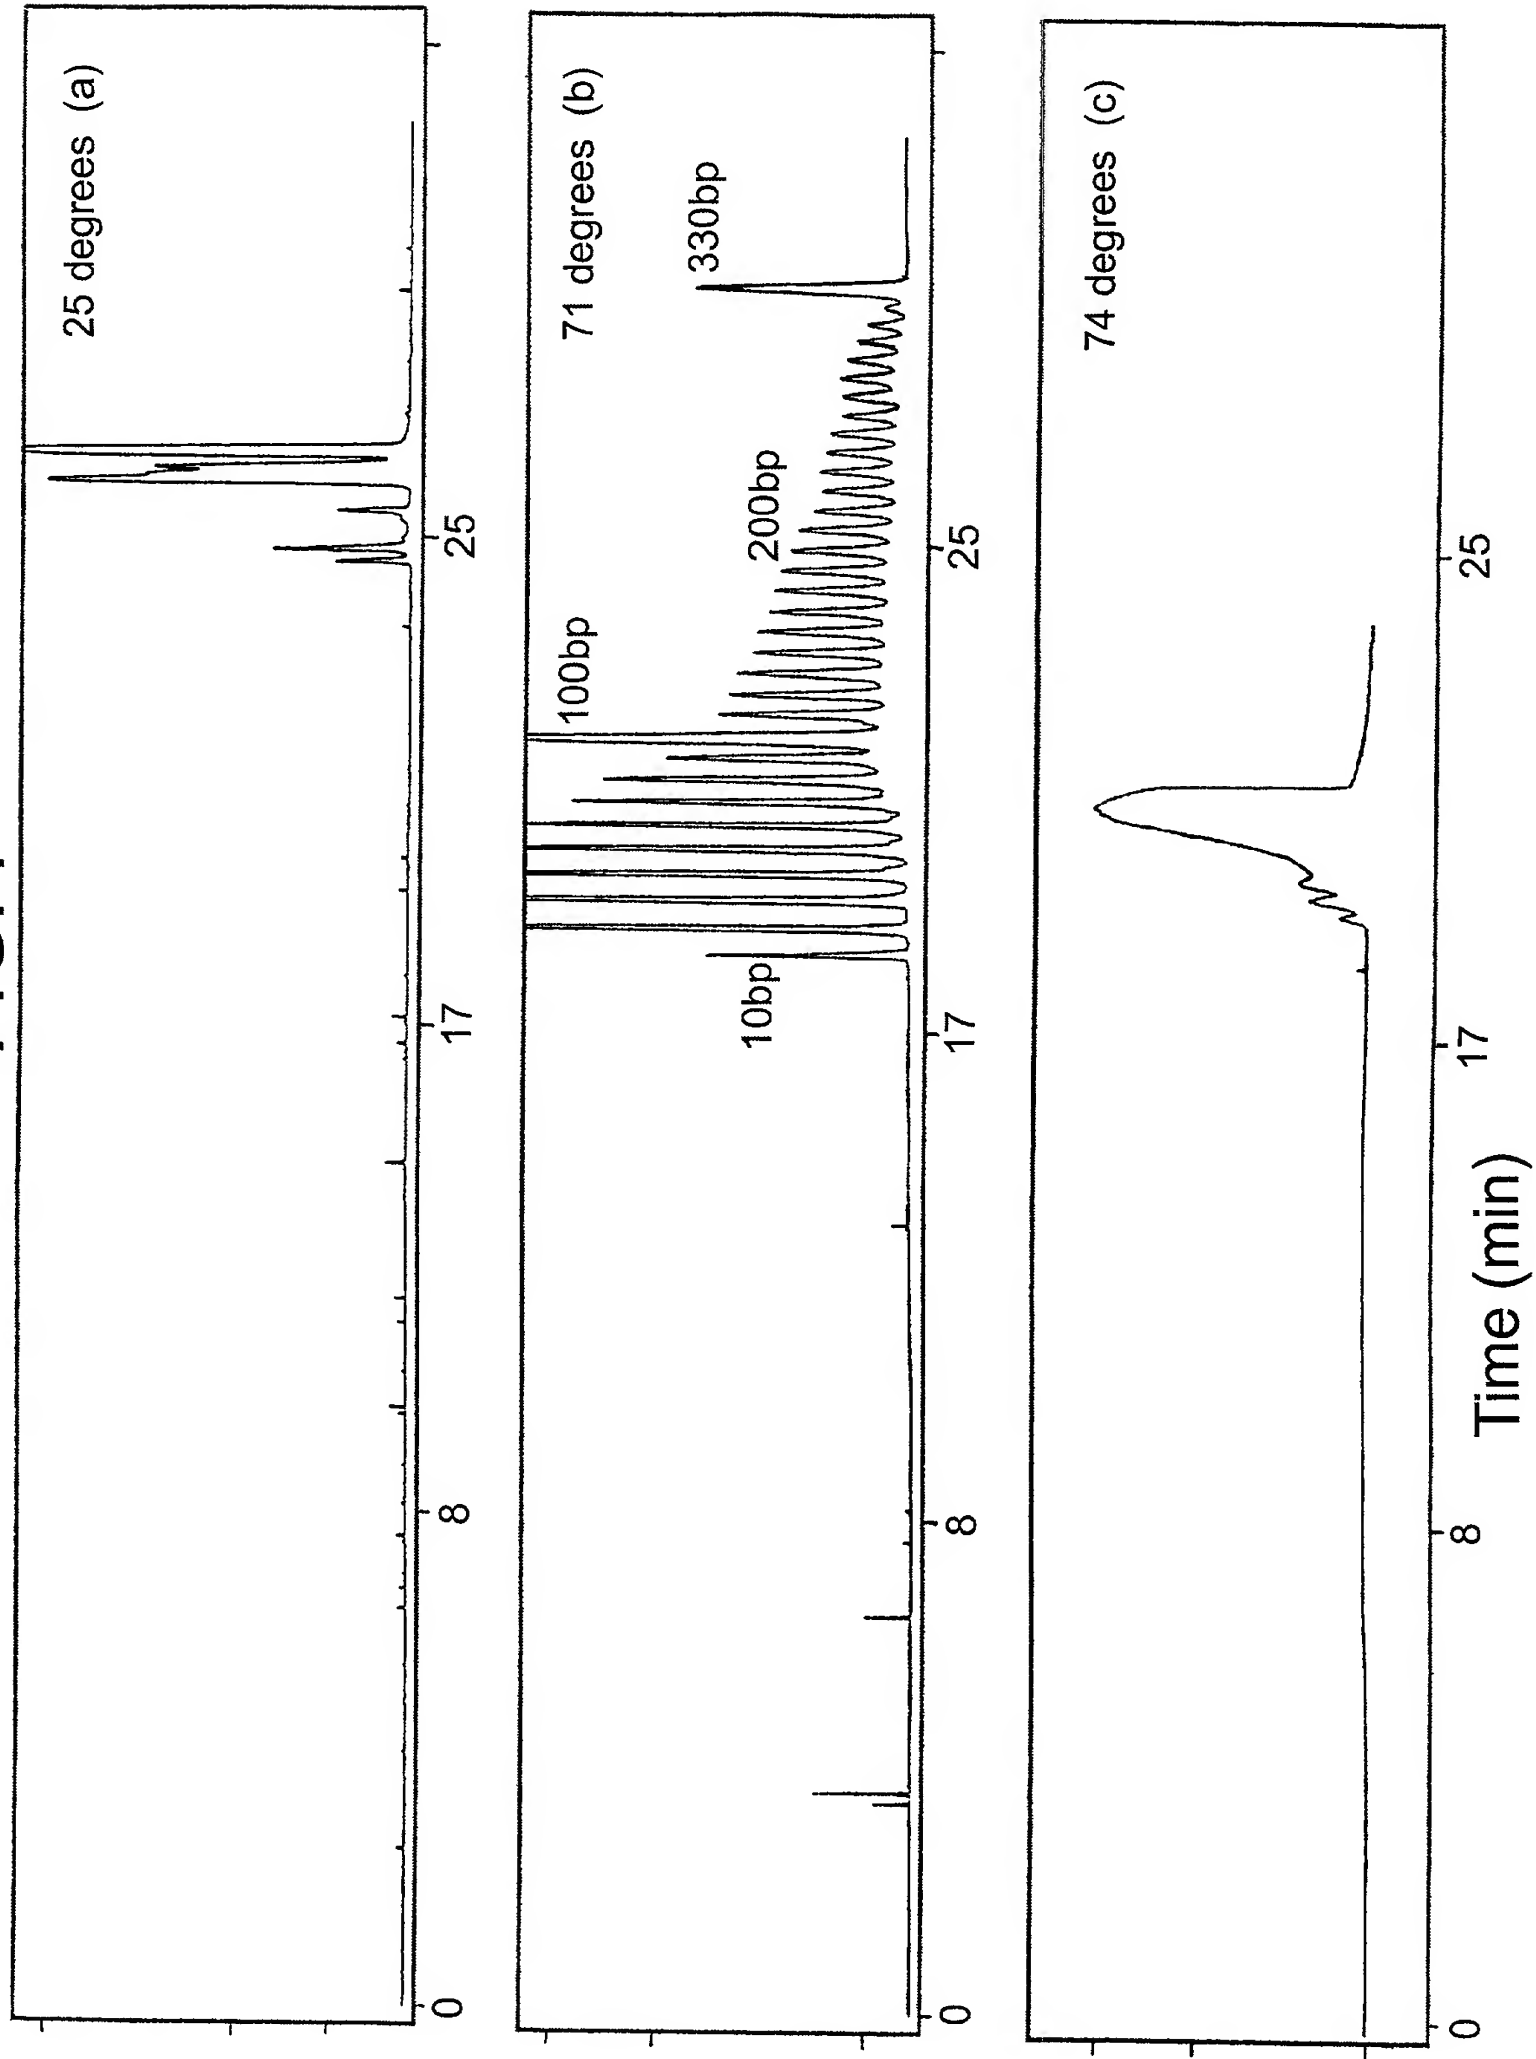 25 degrees (a)
0 8 17 25
71 degrees (b)
10bp
100bp
200bp
330bp
0 8 17 25
74 degrees (c)
0 8 17 25
Time (min)